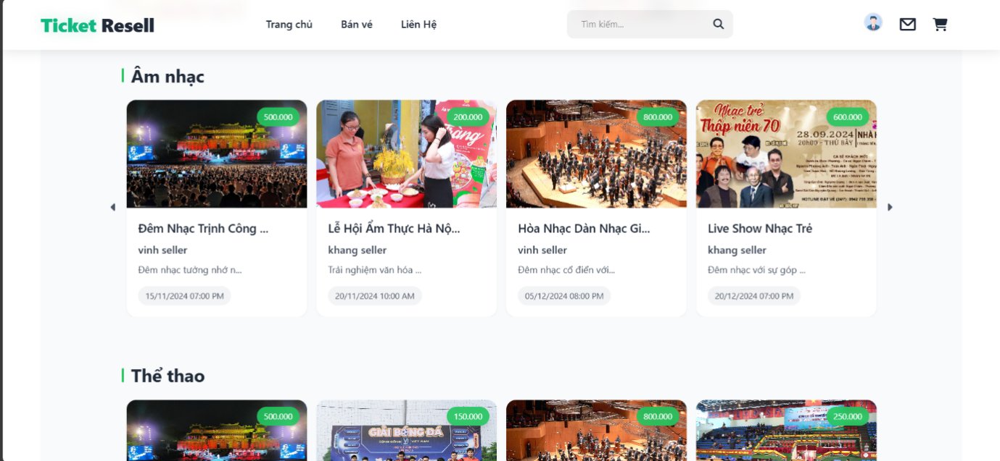 Ticket Resell
Trang chủ
Bán vé
Liên Hệ
Tìm kiếm...
Âm nhạc
500.000
200.000
800.000
600.000
Nhạc trẻ
Thập niên 70
28.09.2024
20h09 - THỨ BẢY
NHÀ H
Đêm Nhạc Trịnh Công ...
vinh seller
Đêm nhạc tưởng nhớ n...
15/11/2024 07:00 PM
Lễ Hội Ẩm Thực Hà Nộ...
khang seller
Trải nghiệm văn hóa ...
20/11/2024 10:00 AM
Hòa Nhạc Dàn Nhạc Gi...
vinh seller
Đêm nhạc cổ điển với...
05/12/2024 08:00 PM
Live Show Nhạc Trẻ
khang seller
Đêm nhạc với sự góp ...
20/12/2024 07:00 PM
Thể thao
500.000
150.000
800.000
250.000
GIẢI BÓNG ĐÁ